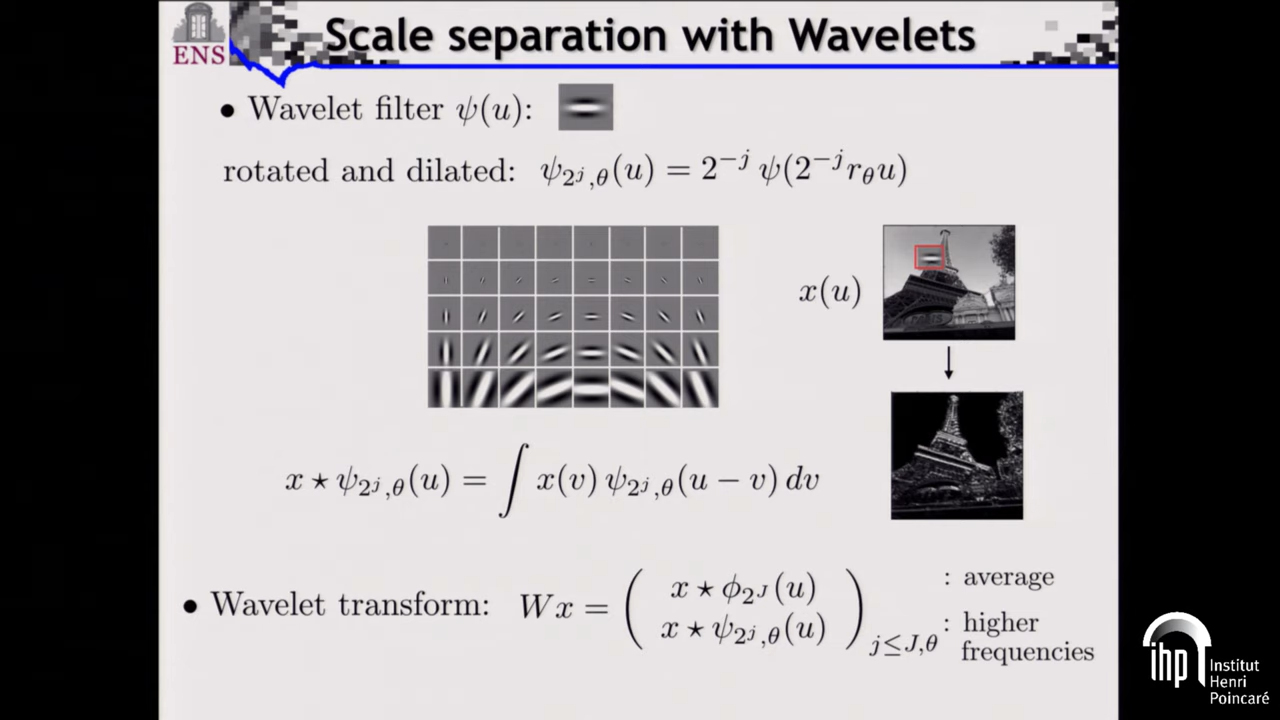 ENS
Scale separation with Wavelets
• Wavelet filter ψ(u):
rotated and dilated: ψ_{2^j,θ}(u) = 2^{-j} ψ(2^{-j} r_θ u)
x(u)
x ⋆ ψ_{2^j,θ}(u) = ∫ x(v) ψ_{2^j,θ}(u − v) dv
• Wavelet transform: Wx = ( x ⋆ φ_{2^J}(u) : average
x ⋆ ψ_{2^j,θ}(u) )_{j≤J,θ} : higher
frequencies
ihp Institut
Henri
Poincaré